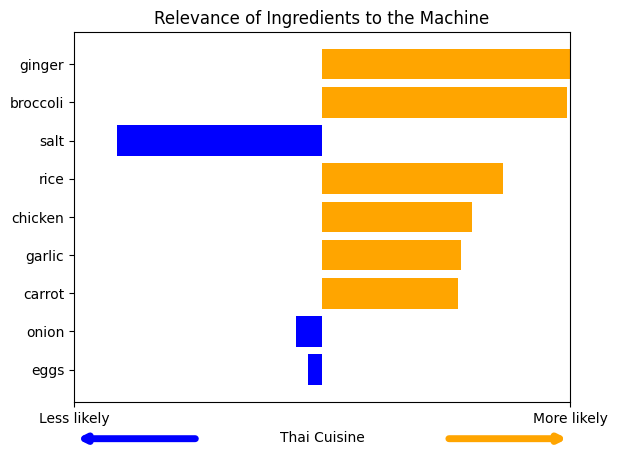 Relevance of Ingredients to the Machine
ginger
broccoli
salt
rice
chicken
garlic
carrot
onion
eggs
Less likely
More likely
Thai Cuisine